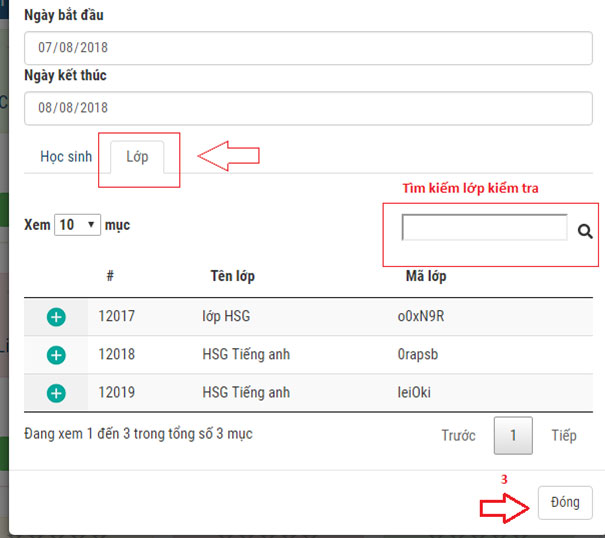 Ngày bắt đầu
07/08/2018
Ngày kết thúc
08/08/2018
Học sinh Lớp
Tìm kiếm lớp kiểm tra
Xem 10 mục
# Tên lớp Mã lớp
12017 lớp HSG o0xN9R
12018 HSG Tiếng anh 0rapsb
12019 HSG Tiếng anh
Đang xem 1 đến 3 trong tổng số 3 mục
Trước 1 Tiếp
3
Đóng